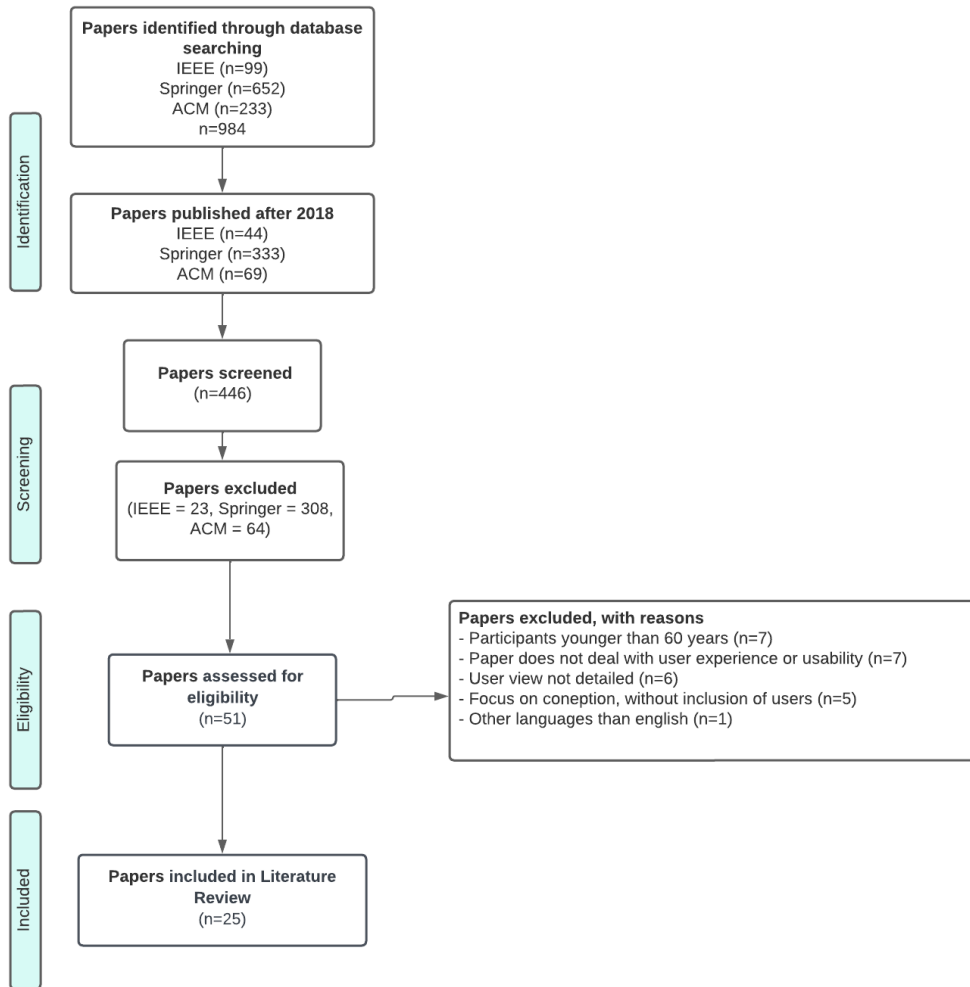 Papers identified through database
searching
IEEE (n=99)
Springer (n=652)
ACM (n=233)
n=984
Identification
Papers published after 2018
IEEE (n=44)
Springer (n=333)
ACM (n=69)
Papers screened
(n=446)
Screening
Papers excluded
(IEEE = 23, Springer = 308,
ACM = 64)
Eligibility
Papers assessed for
eligibility
(n=51)
Papers excluded, with reasons
- Participants younger than 60 years (n=7)
- Paper does not deal with user experience or usability (n=7)
- User view not detailed (n=6)
- Focus on coneption, without inclusion of users (n=5)
- Other languages than english (n=1)
Included
Papers included in Literature
Review
(n=25)